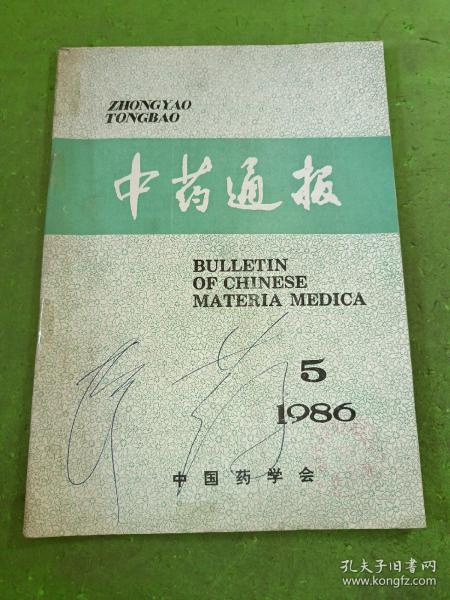 ZHONGYAO
TONGBAO
中药通报
BULLETIN
OF CHINESE
MATERIA MEDICA
5
1986
中国药学会
孔夫子旧书网
www.kongfz.com